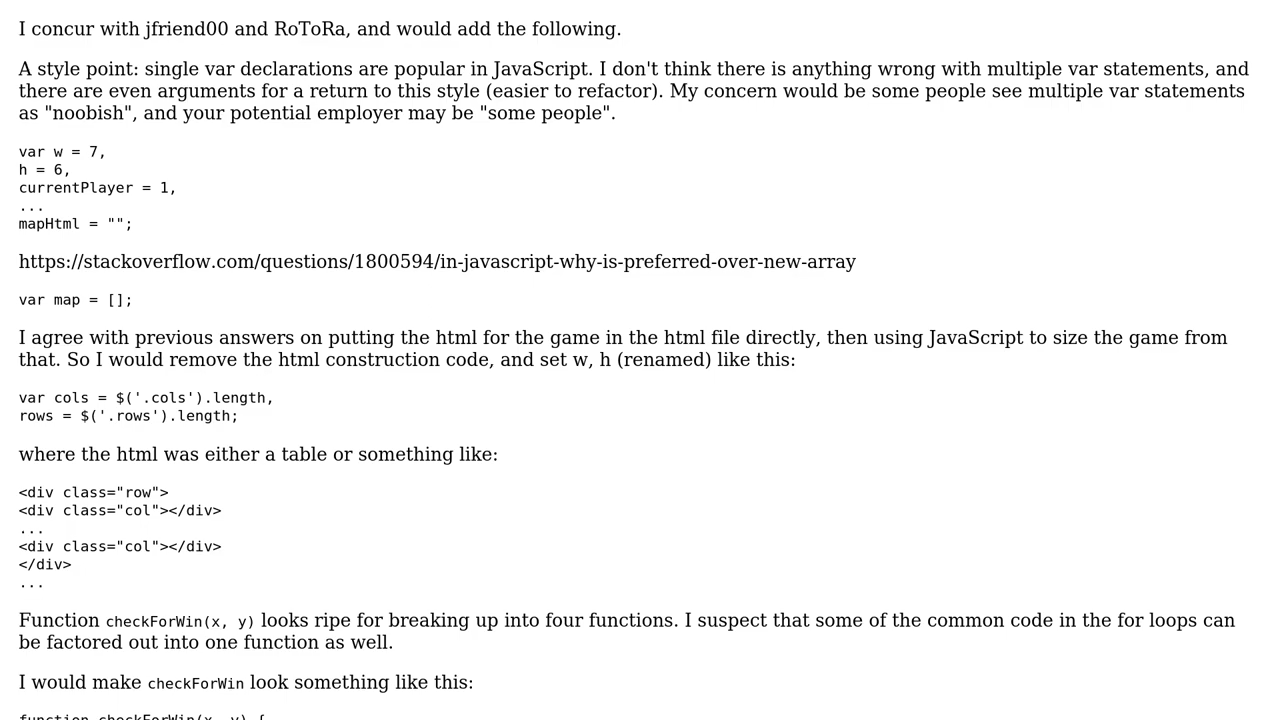 I concur with jfriend00 and RoToRa, and would add the following.
A style point: single var declarations are popular in JavaScript. I don't think there is anything wrong with multiple var statements, and
there are even arguments for a return to this style (easier to refactor). My concern would be some people see multiple var statements
as "noobish", and your potential employer may be "some people".
var w = 7,
h = 6,
currentPlayer = 1,
...
mapHtml = "";
https://stackoverflow.com/questions/1800594/in-javascript-why-is-preferred-over-new-array
var map = [];
I agree with previous answers on putting the html for the game in the html file directly, then using JavaScript to size the game from
that. So I would remove the html construction code, and set w, h (renamed) like this:
var cols = $('.cols').length,
rows = $('.rows').length;
where the html was either a table or something like:
<div class="row">
<div class="col"></div>
...
<div class="col"></div>
</div>
...
Function checkForWin(x, y) looks ripe for breaking up into four functions. I suspect that some of the common code in the for loops can
be factored out into one function as well.
I would make checkForWin look something like this:
function checkForWin(x, y) {